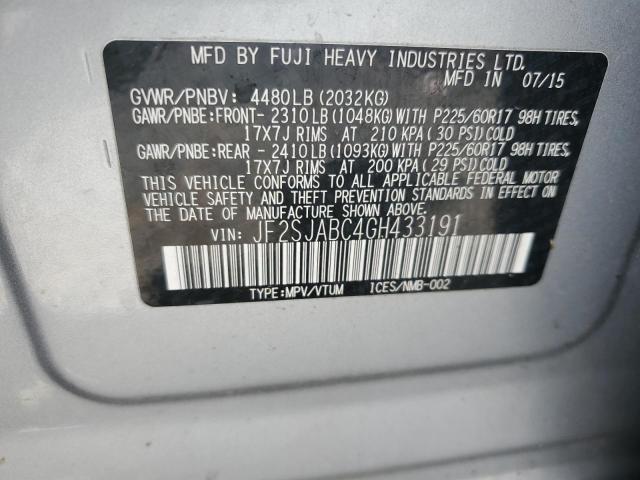 MFD BY FUJI HEAVY INDUSTRIES LTD.
MFD IN 07/15
GVWR/PNBV: 4480LB (2032KG)
GAWR/PNBE:FRONT- 2310LB (1048KG) WITH P225/60R17 98H TIRES,
17X7J RIMS AT 210 KPA (30 PSI) COLD
GAWR/PNBE:REAR - 2410LB (1093KG) WITH P225/60R17 98H TIRES,
17X7J RIMS AT 200 KPA (29 PSI) COLD
THIS VEHICLE CONFORMS TO ALL APPLICABLE FEDERAL MOTOR
VEHICLE SAFETY AND THEFT PREVENTION STANDARDS IN EFFECT ON
THE DATE OF MANUFACTURE SHOWN ABOVE.
VIN: JF2SJABC4GH433191
TYPE:MPV/VTUM ICES/NMB-002